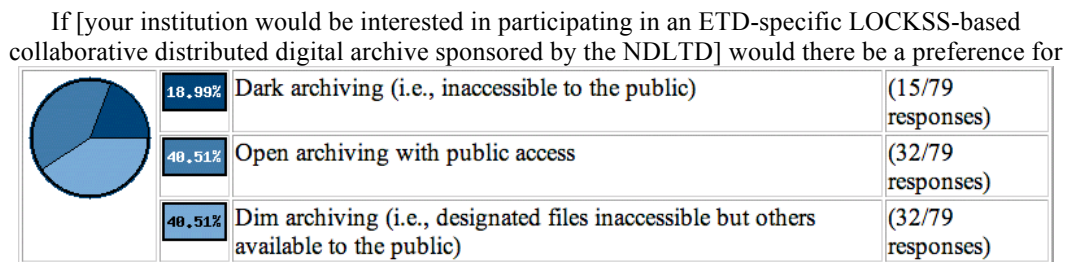 If [your institution would be interested in participating in an ETD-specific LOCKSS-based
collaborative distributed digital archive sponsored by the NDLTD] would there be a preference for
18.99% Dark archiving (i.e., inaccessible to the public) (15/79
responses)
40.51% Open archiving with public access (32/79
responses)
40.51% Dim archiving (i.e., designated files inaccessible but others (32/79
available to the public) responses)